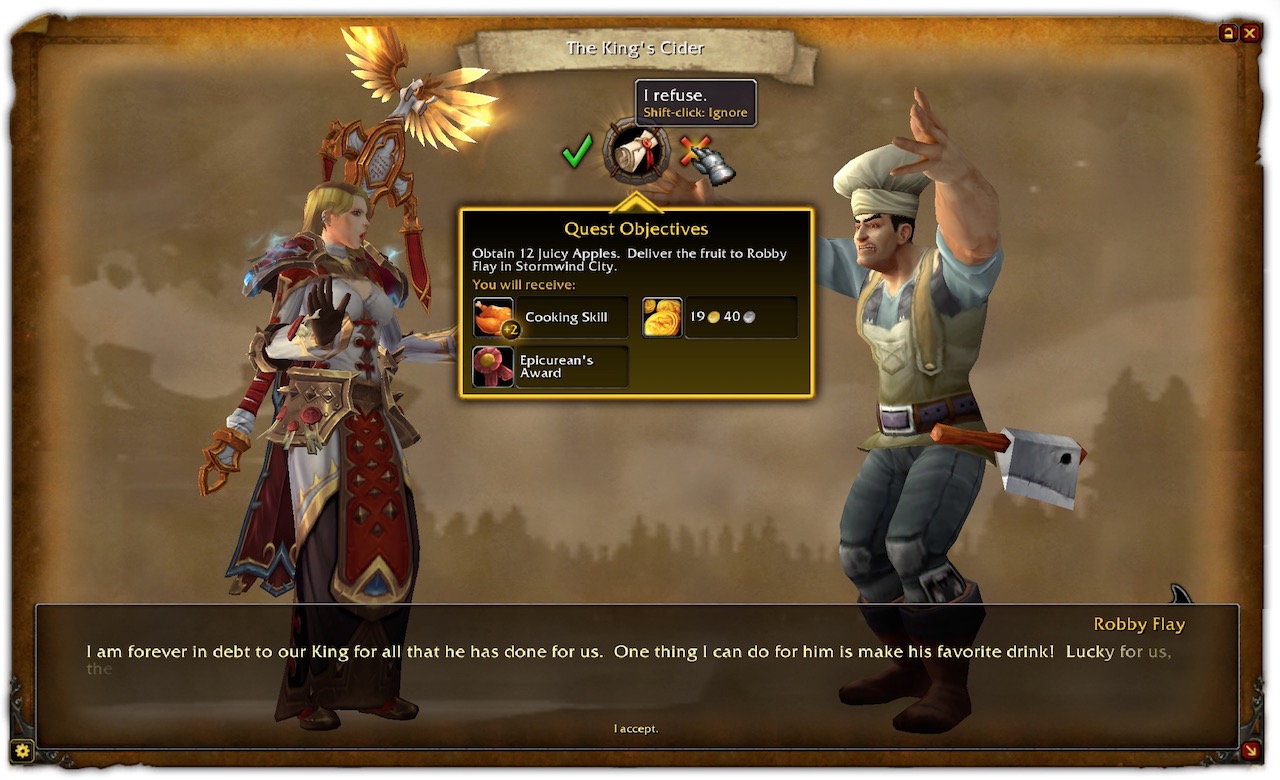 The King's Cider
I refuse.
Shift-click: Ignore
Quest Objectives
Obtain 12 Juicy Apples. Deliver the fruit to Robby
Flay in Stormwind City.
You will receive:
+2
Cooking Skill
19 40
Epicurean's
Award
Robby Flay
I am forever in debt to our King for all that he has done for us. One thing I can do for him is make his favorite drink! Lucky for us,
the
I accept.